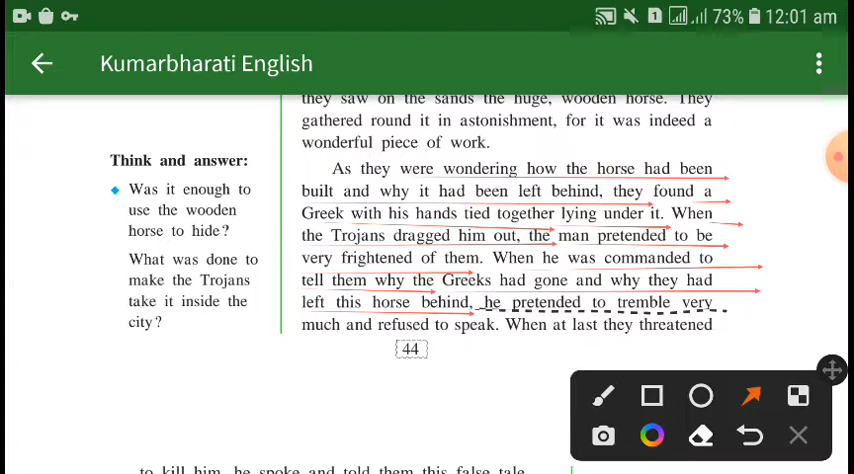 73% 12:01 am
Kumarbharati English
they saw on the sands the huge, wooden horse. They
gathered round it in astonishment, for it was indeed a
wonderful piece of work.
Think and answer:
Was it enough to
use the wooden
horse to hide?
What was done to
make the Trojans
take it inside the
city?
As they were wondering how the horse had been
built and why it had been left behind, they found a
Greek with his hands tied together lying under it. When
the Trojans dragged him out, the man pretended to be
very frightened of them. When he was commanded to
tell them why the Greeks had gone and why they had
left this horse behind, he pretended to tremble very
much and refused to speak. When at last they threatened
44
to kill him, he spoke and told them this false tale